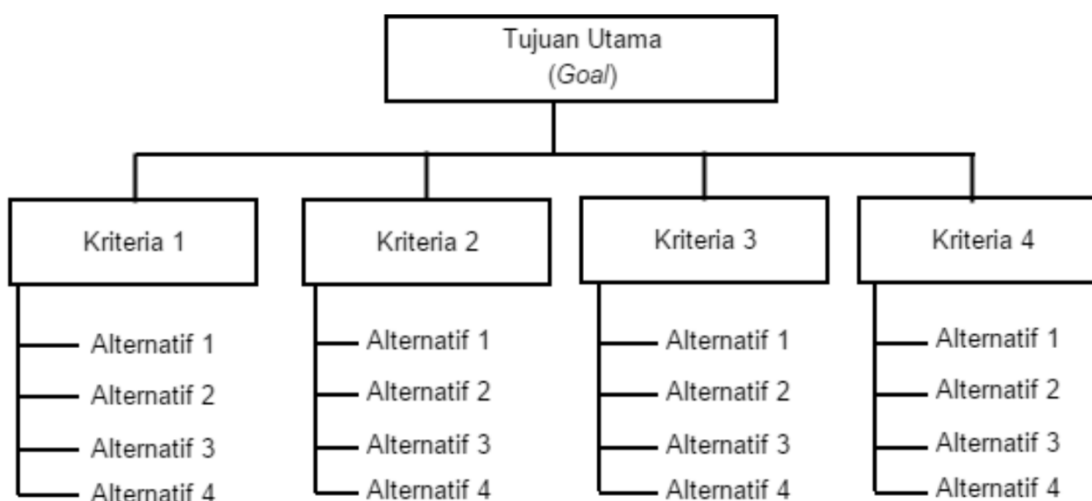 Tujuan Utama
(Goal)
Kriteria 1
Kriteria 2
Kriteria 3
Kriteria 4
Alternatif 1
Alternatif 2
Alternatif 3
Alternatif 4
Alternatif 1
Alternatif 2
Alternatif 3
Alternatif 4
Alternatif 1
Alternatif 2
Alternatif 3
Alternatif 4
Alternatif 1
Alternatif 2
Alternatif 3
Alternatif 4